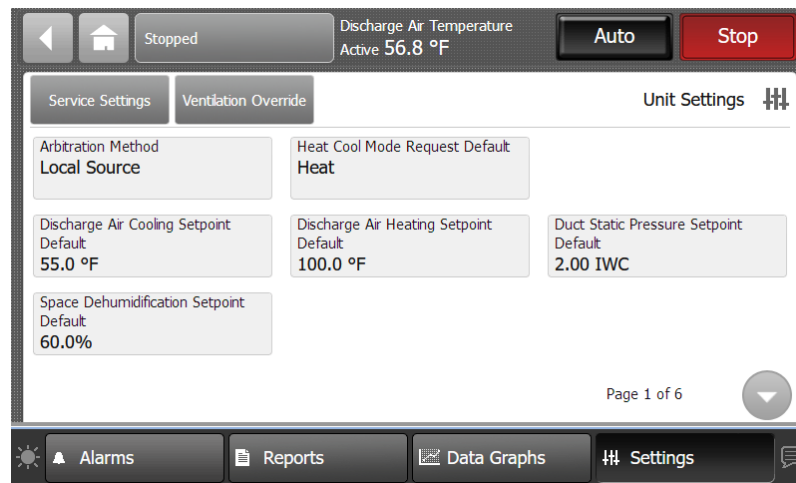 Stopped
Discharge Air Temperature
Active 56.8 °F
Auto
Stop
Service Settings
Ventilation Override
Unit Settings
Arbitration Method
Local Source
Heat Cool Mode Request Default
Heat
Discharge Air Cooling Setpoint
Default
55.0 °F
Discharge Air Heating Setpoint
Default
100.0 °F
Duct Static Pressure Setpoint
Default
2.00 IWC
Space Dehumidification Setpoint
Default
60.0%
Page 1 of 6
Alarms
Reports
Data Graphs
Settings